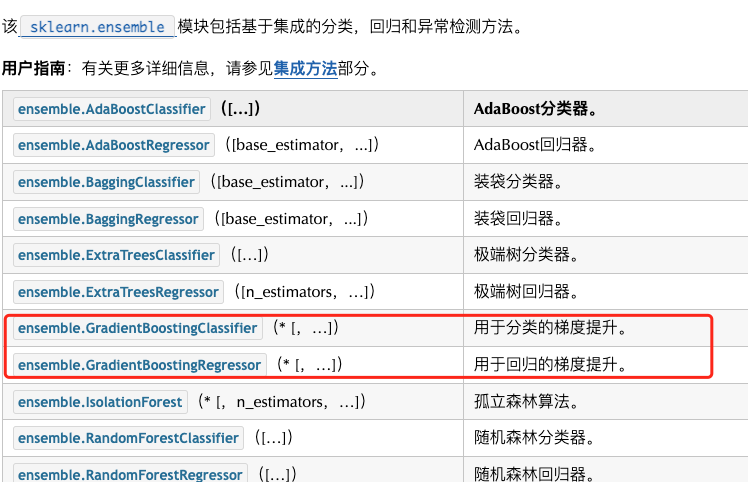 该 sklearn.ensemble 模块包括基于集成的分类，回归和异常检测方法。
用户指南：有关更多详细信息，请参见集成方法部分。
ensemble.AdaBoostClassifier（[…]） AdaBoost分类器。
ensemble.AdaBoostRegressor（[base_estimator，...]） AdaBoost回归器。
ensemble.BaggingClassifier（[base_estimator，...]） 装袋分类器。
ensemble.BaggingRegressor（[base_estimator，...]） 装袋回归器。
ensemble.ExtraTreesClassifier（[…]） 极端树分类器。
ensemble.ExtraTreesRegressor（[n_estimators，…]） 极端树回归器。
ensemble.GradientBoostingClassifier（* [，…]） 用于分类的梯度提升。
ensemble.GradientBoostingRegressor（* [，…]） 用于回归的梯度提升。
ensemble.IsolationForest（* [，n_estimators，…]） 孤立森林算法。
ensemble.RandomForestClassifier（[…]） 随机森林分类器。
ensemble.RandomForestRegressor（[…]） 随机森林回归器。